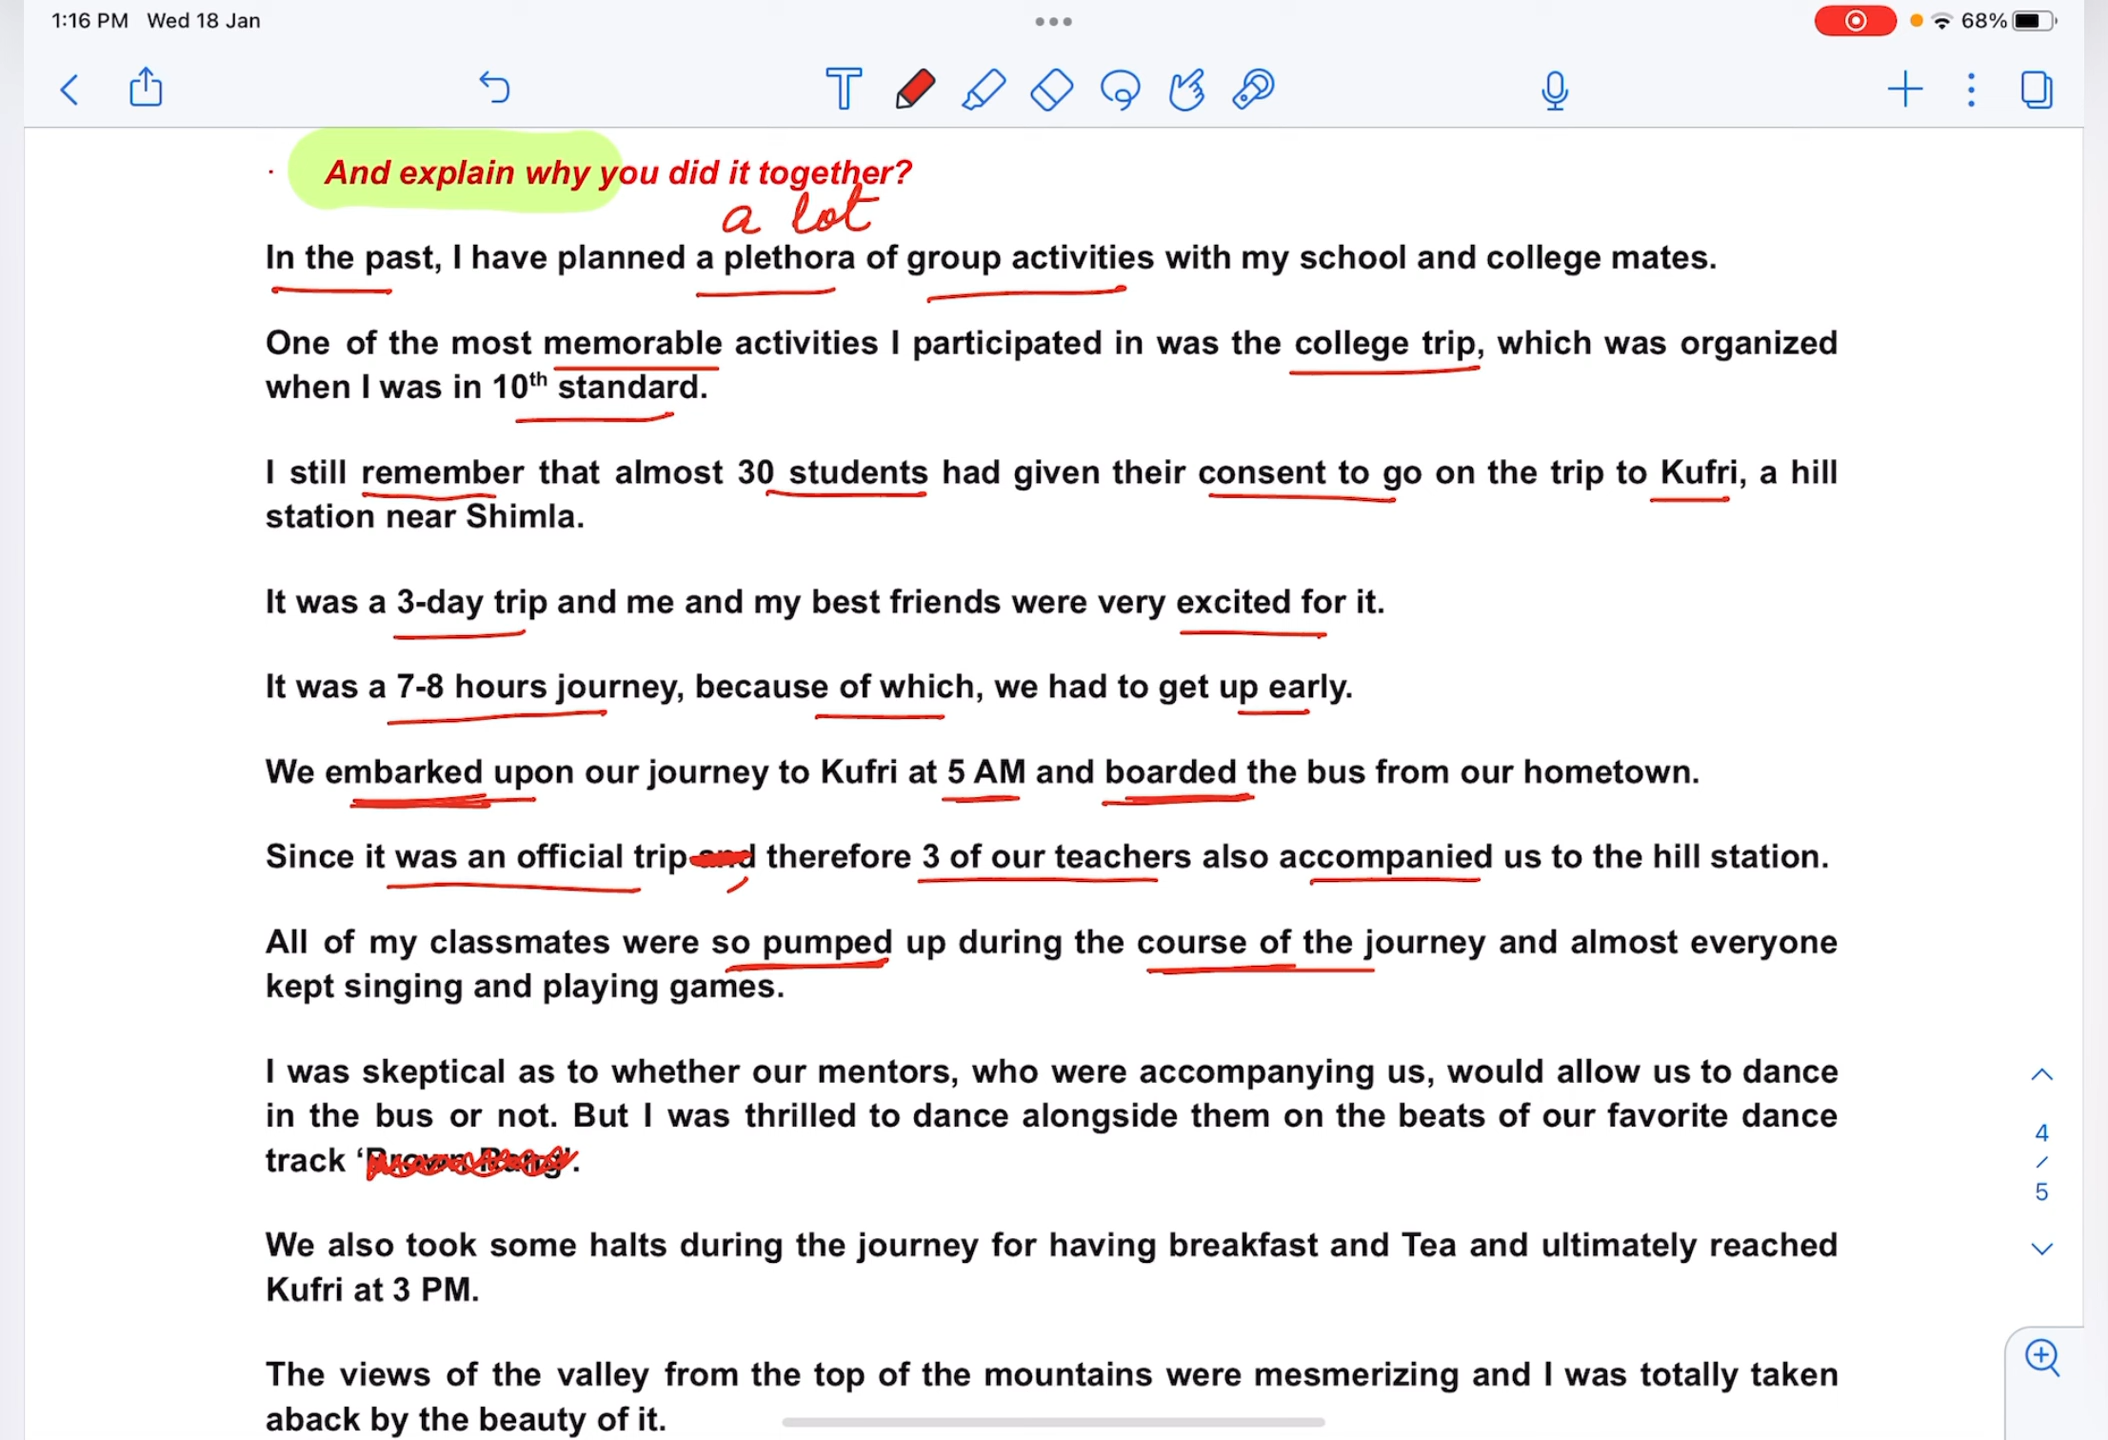 1:16 PM Wed 18 Jan
68%
T
And explain why you did it together?
a lot
In the past, I have planned a plethora of group activities with my school and college mates.
One of the most memorable activities I participated in was the college trip, which was organized
when I was in 10th standard.
I still remember that almost 30 students had given their consent to go on the trip to Kufri, a hill
station near Shimla.
It was a 3-day trip and me and my best friends were very excited for it.
It was a 7-8 hours journey, because of which, we had to get up early.
We embarked upon our journey to Kufri at 5 AM and boarded the bus from our hometown.
Since it was an official trip and, therefore 3 of our teachers also accompanied us to the hill station.
All of my classmates were so pumped up during the course of the journey and almost everyone
kept singing and playing games.
I was skeptical as to whether our mentors, who were accompanying us, would allow us to dance
in the bus or not. But I was thrilled to dance alongside them on the beats of our favorite dance
track ‘ ’.
We also took some halts during the journey for having breakfast and Tea and ultimately reached
Kufri at 3 PM.
The views of the valley from the top of the mountains were mesmerizing and I was totally taken
aback by the beauty of it.
4
/
5